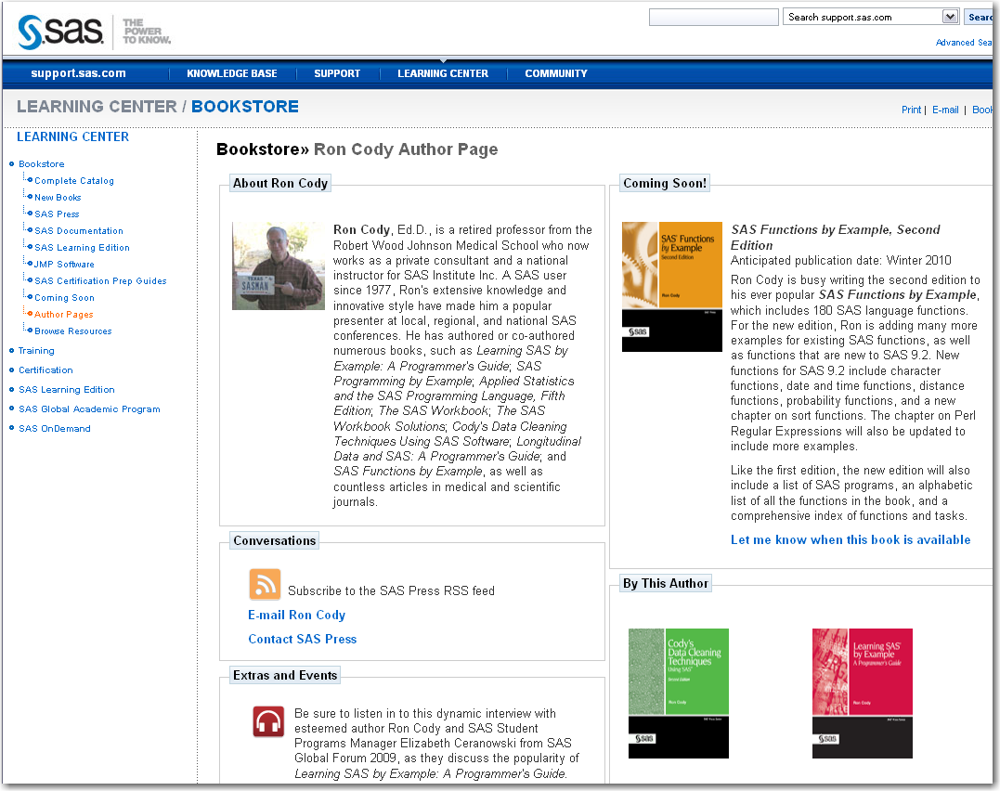 sas. THE
POWER
TO KNOW.
Search support.sas.com
Advanced Sea
support.sas.com KNOWLEDGE BASE SUPPORT LEARNING CENTER COMMUNITY
LEARNING CENTER / BOOKSTORE
Print | E-mail | Book
LEARNING CENTER
Bookstore
Complete Catalog
New Books
SAS Press
SAS Documentation
SAS Learning Edition
JMP Software
SAS Certification Prep Guides
Coming Soon
Author Pages
Browse Resources
Training
Certification
SAS Learning Edition
SAS Global Academic Program
SAS OnDemand
Bookstore» Ron Cody Author Page
About Ron Cody
TEXAS
SASMAN
Ron Cody, Ed.D., is a retired professor from the
Robert Wood Johnson Medical School who now
works as a private consultant and a national
instructor for SAS Institute Inc. A SAS user
since 1977, Ron's extensive knowledge and
innovative style have made him a popular
presenter at local, regional, and national SAS
conferences. He has authored or co-authored
numerous books, such as Learning SAS by
Example: A Programmer's Guide; SAS
Programming by Example; Applied Statistics
and the SAS Programming Language, Fifth
Edition; The SAS Workbook; The SAS
Workbook Solutions; Cody's Data Cleaning
Techniques Using SAS Software; Longitudinal
Data and SAS: A Programmer's Guide; and
SAS Functions by Example, as well as
countless articles in medical and scientific
journals.
Conversations
Subscribe to the SAS Press RSS feed
E-mail Ron Cody
Contact SAS Press
Extras and Events
Be sure to listen in to this dynamic interview with
esteemed author Ron Cody and SAS Student
Programs Manager Elizabeth Ceranowski from SAS
Global Forum 2009, as they discuss the popularity of
Learning SAS by Example: A Programmer's Guide.
Coming Soon!
SAS Functions
by Example
Second Edition
Ron Cody
sas
SAS Functions by Example, Second
Edition
Anticipated publication date: Winter 2010
Ron Cody is busy writing the second edition to
his ever popular SAS Functions by Example,
which includes 180 SAS language functions.
For the new edition, Ron is adding many more
examples for existing SAS functions, as well
as functions that are new to SAS 9.2. New
functions for SAS 9.2 include character
functions, date and time functions, distance
functions, probability functions, and a new
chapter on sort functions. The chapter on Perl
Regular Expressions will also be updated to
include more examples.
Like the first edition, the new edition will also
include a list of SAS programs, an alphabetic
list of all the functions in the book, and a
comprehensive index of functions and tasks.
Let me know when this book is available
By This Author
Cody's
Data Cleaning
Techniques
Using SAS
Second Edition
Ron Cody
sas
Learning SAS
by Example
A Programmer's Guide
Ron Cody
sas